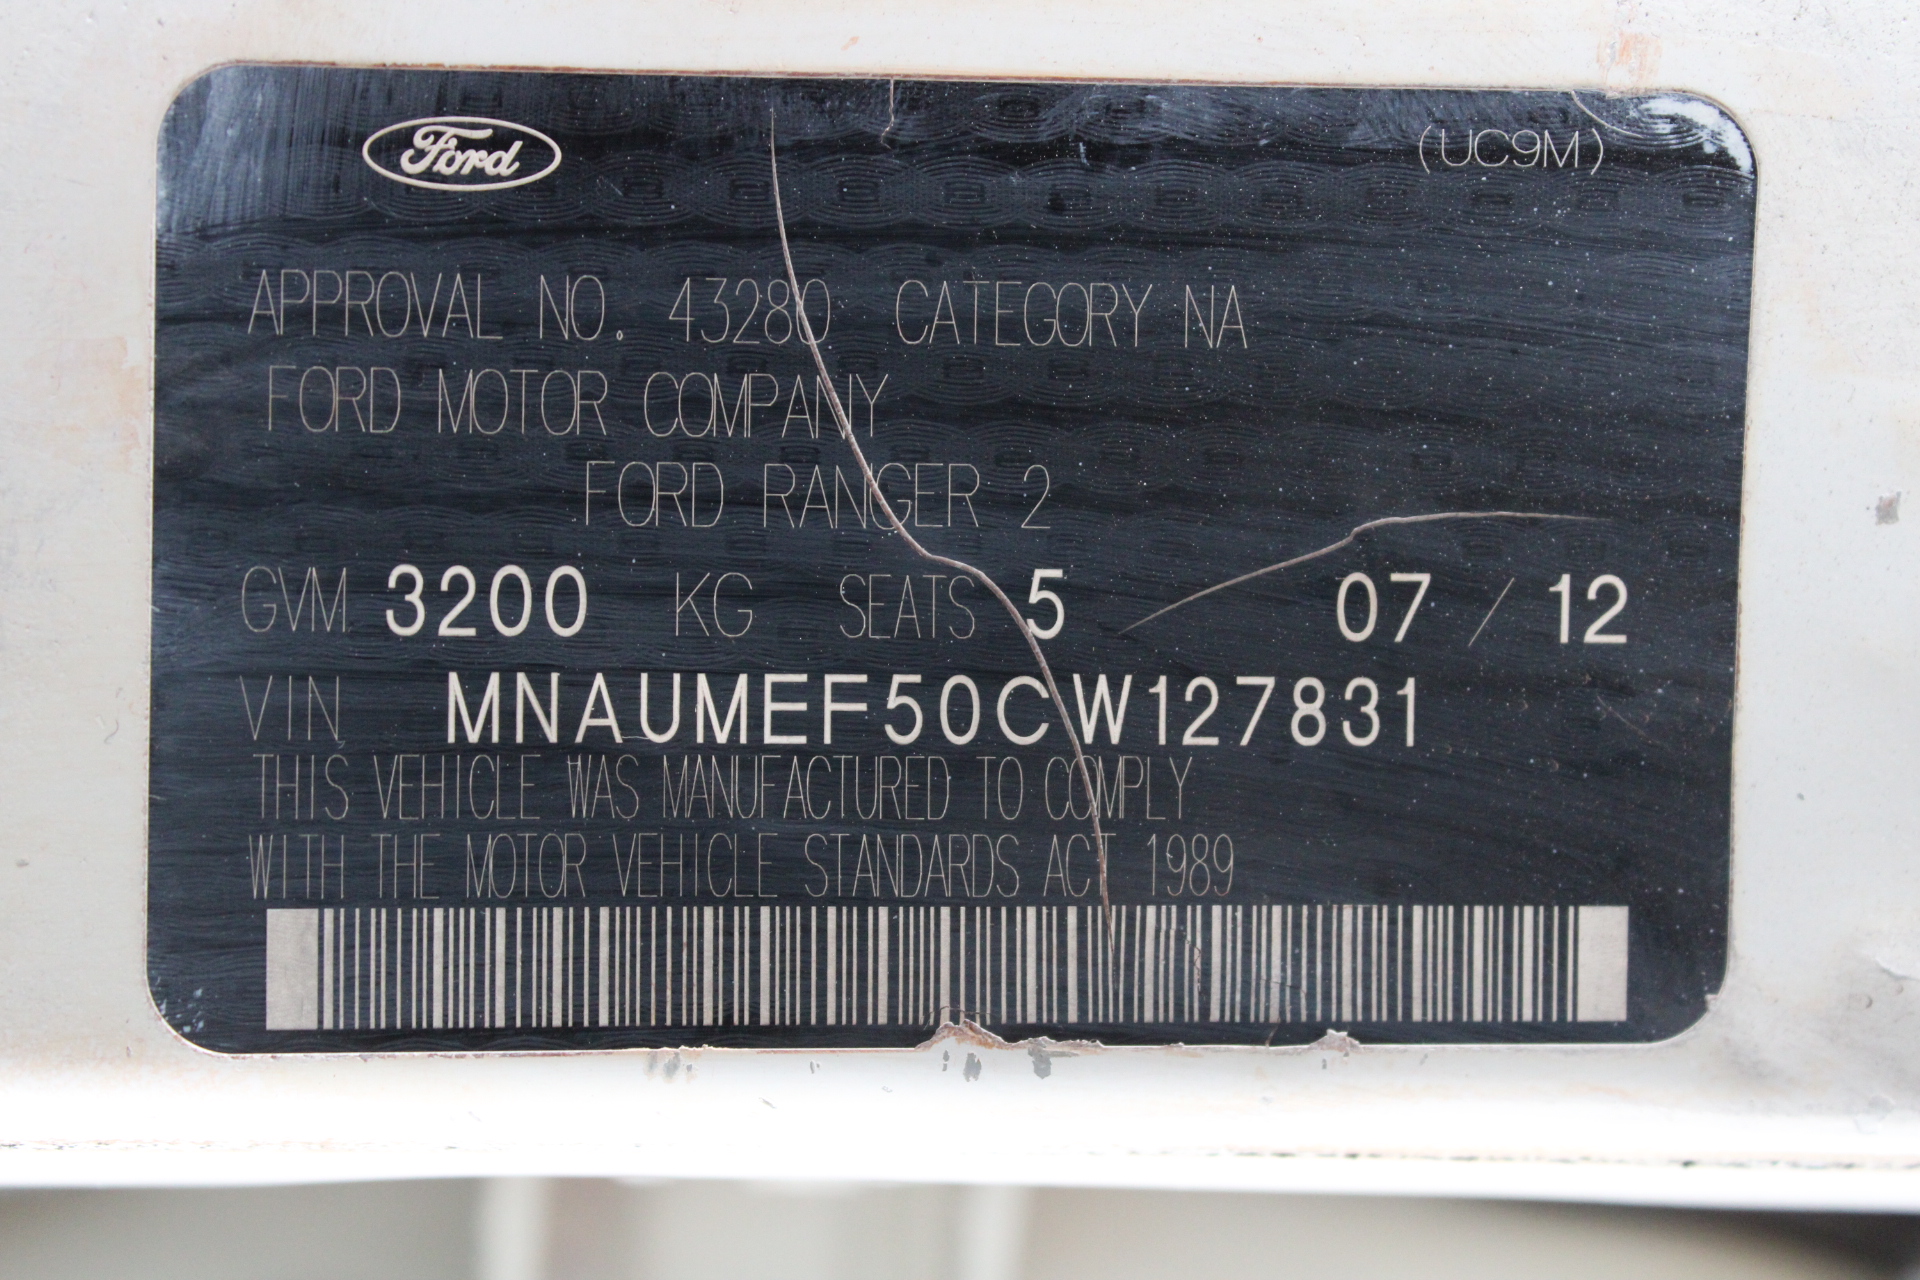 Ford (UC9M)
APPROVAL NO. 43280 CATEGORY NA
FORD MOTOR COMPANY
FORD RANGER 2
GVM 3200 KG SEATS 5 07 / 12
VIN MNAUMEF50CW127831
THIS VEHICLE WAS MANUFACTURED TO COMPLY
WITH THE MOTOR VEHICLE STANDARDS ACT 1989